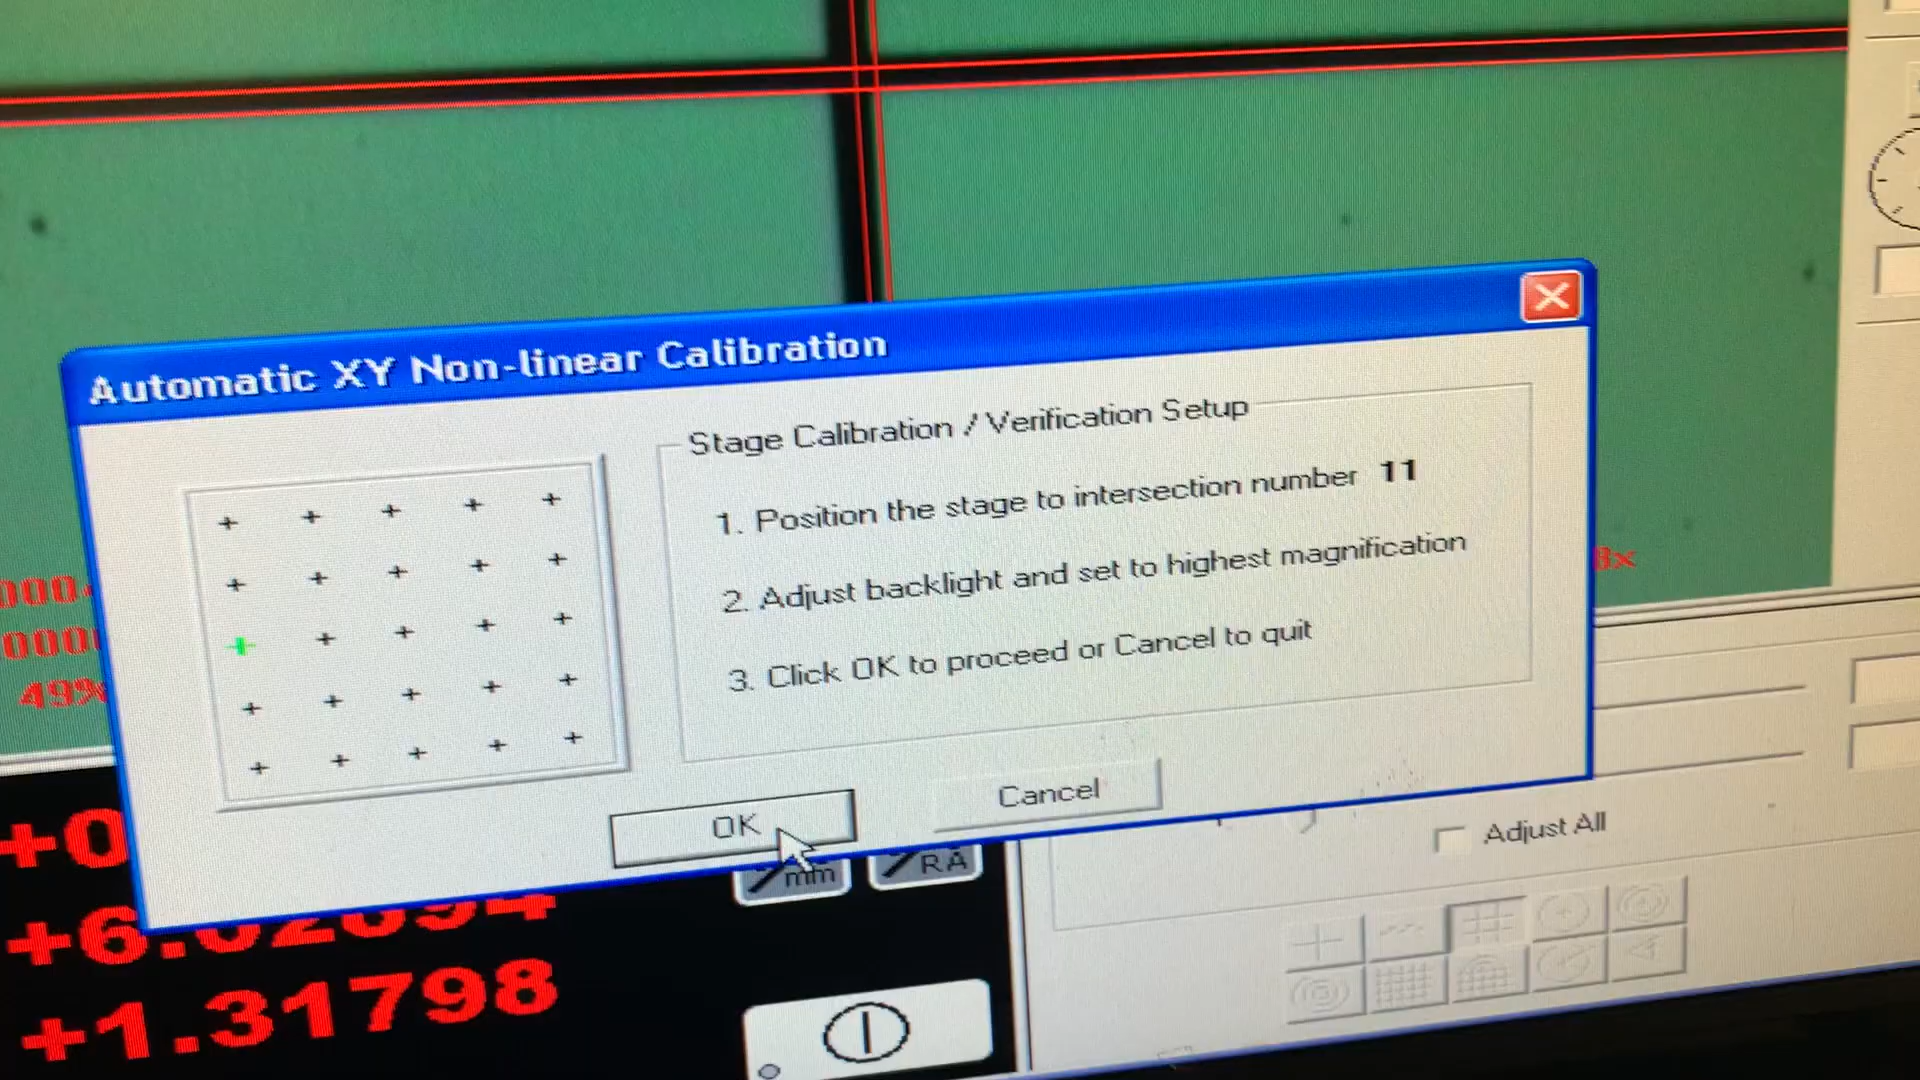 Automatic XY Non-linear Calibration
Stage Calibration / Verification Setup
1. Position the stage to intersection number 11
2. Adjust backlight and set to highest magnification
3. Click OK to proceed or Cancel to quit
OK
Cancel
49%
Adjust All
mm
RA
+1.31798